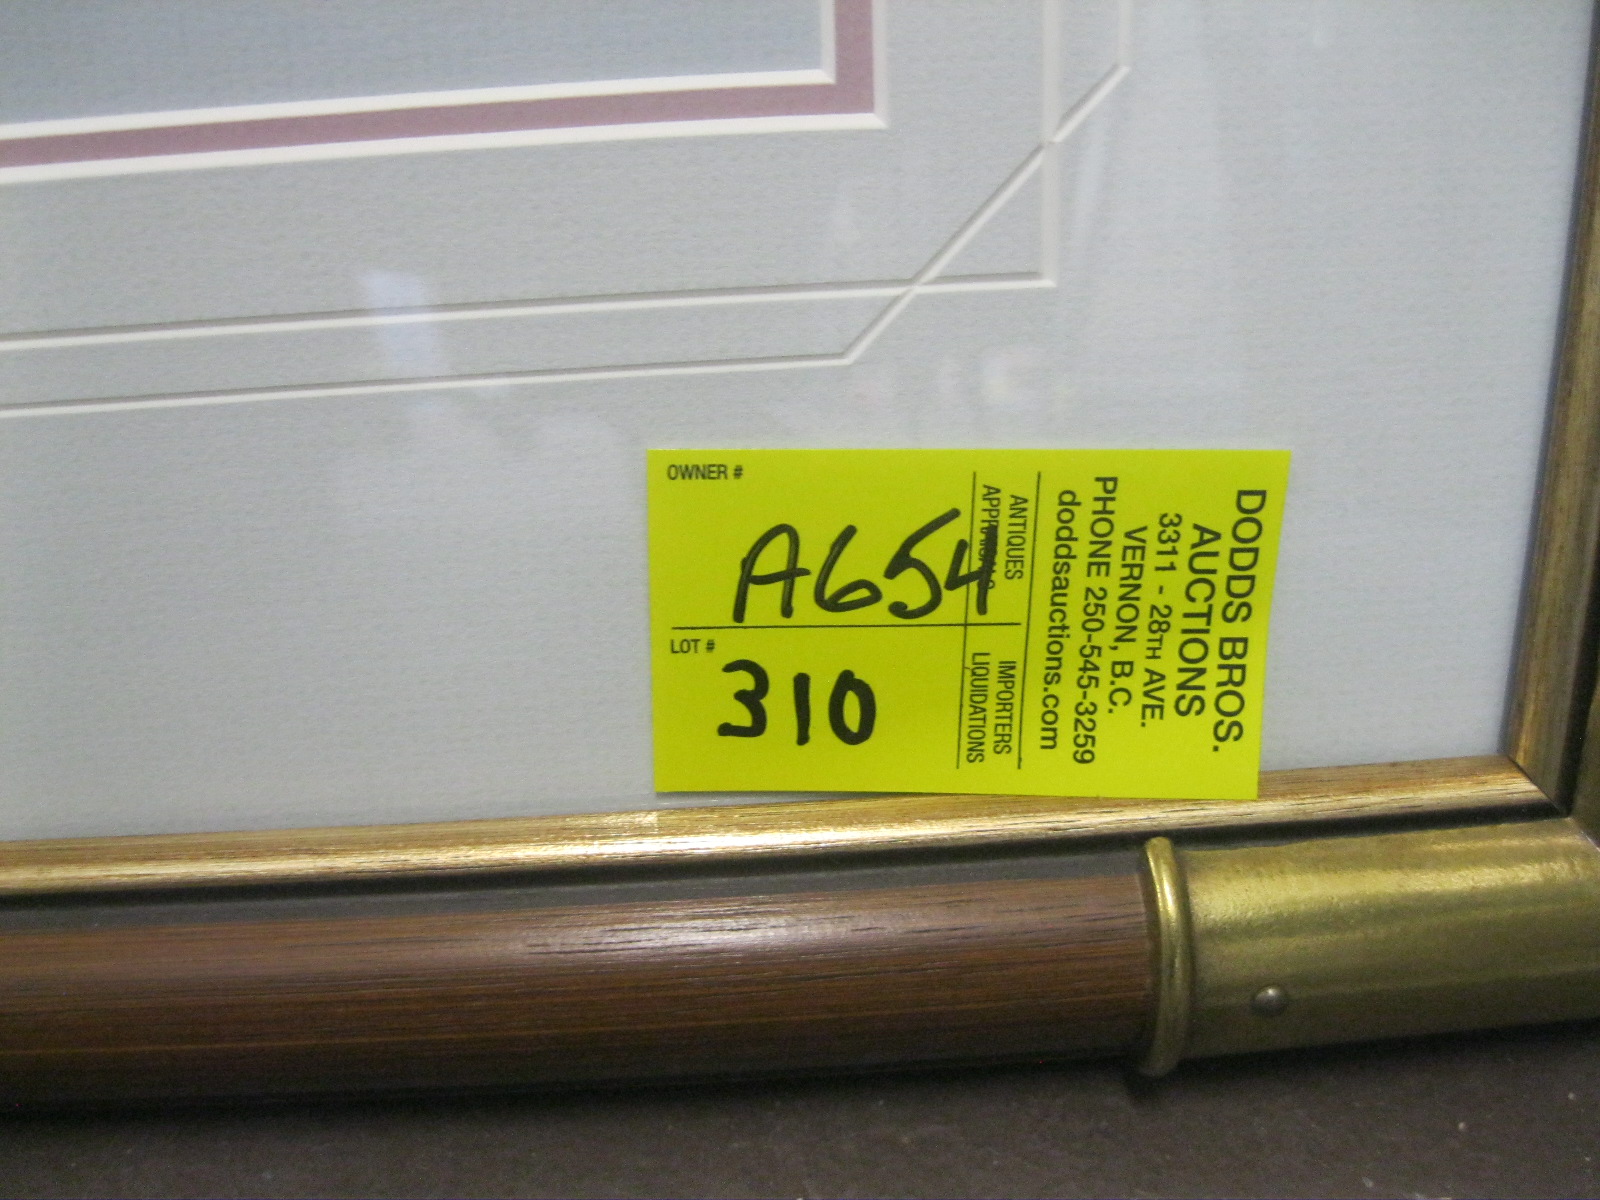 OWNER #
A654
LOT #
310
DODDS BROS.
AUCTIONS
3311 - 28TH AVE.
VERNON, B.C.
PHONE 250-545-3259
doddsauctions.com
ANTIQUES
APPRAISALS
IMPORTERS
LIQUIDATIONS